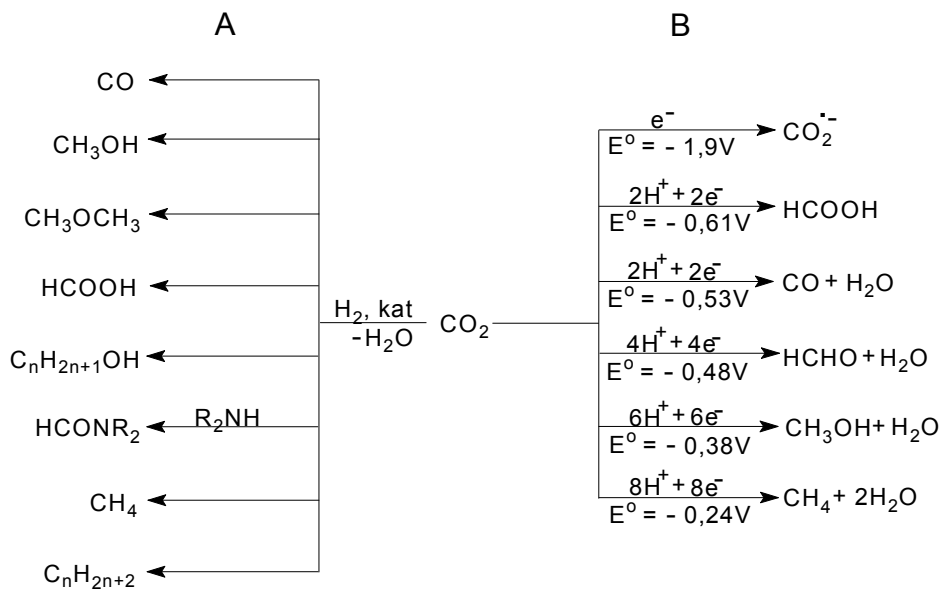 A
CO
CH₃OH
CH₃OCH₃
HCOOH
CₙH₂ₙ₊₁OH
HCONR₂
R₂NH
CH₄
CₙH₂ₙ₊₂
H₂, kat
-H₂O
CO₂
B
e⁻
E° = - 1,9V
CO₂˙⁻
2H⁺ + 2e⁻
E° = - 0,61V
HCOOH
2H⁺ + 2e⁻
E° = - 0,53V
CO + H₂O
4H⁺ + 4e⁻
E° = - 0,48V
HCHO + H₂O
6H⁺ + 6e⁻
E° = - 0,38V
CH₃OH + H₂O
8H⁺ + 8e⁻
E° = - 0,24V
CH₄ + 2H₂O